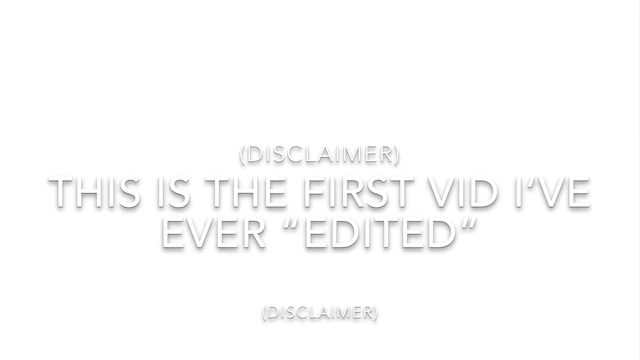 (DISCLAIMER)
THIS IS THE FIRST VID I'VE
EVER "EDITED"
(DISCLAIMER)